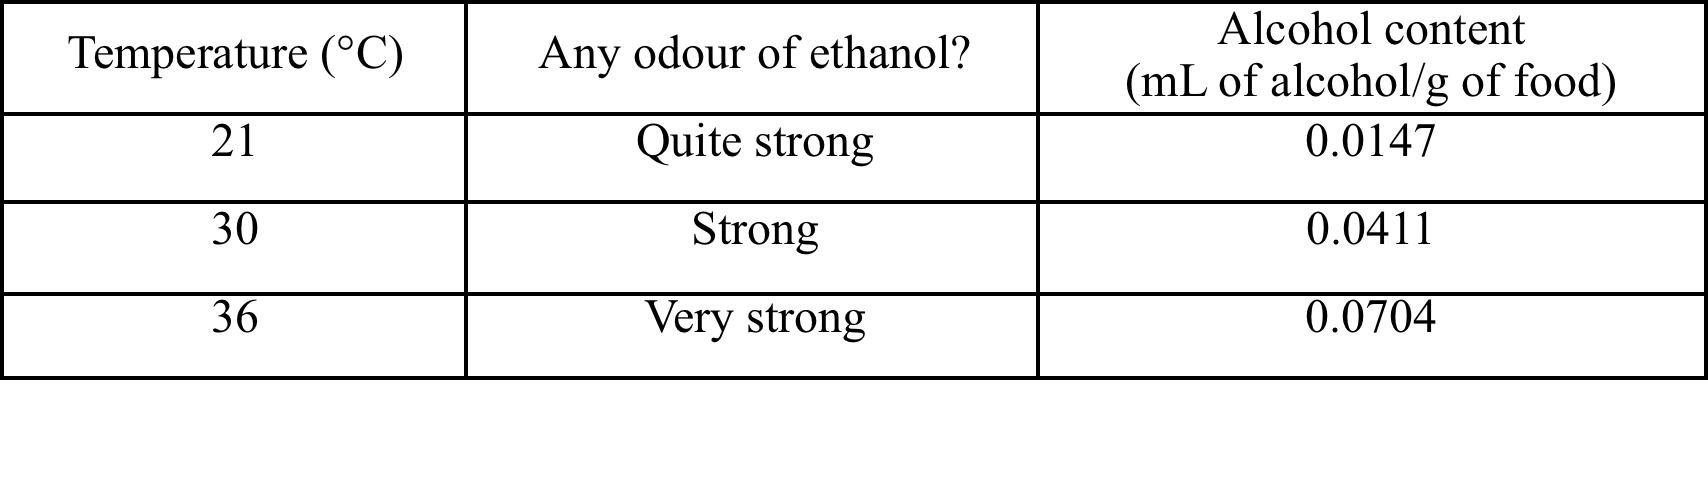 Temperature (°C) Any odour of ethanol? Alcohol content
(mL of alcohol/g of food)
21 Quite strong 0.0147
30 Strong 0.0411
36 Very strong 0.0704